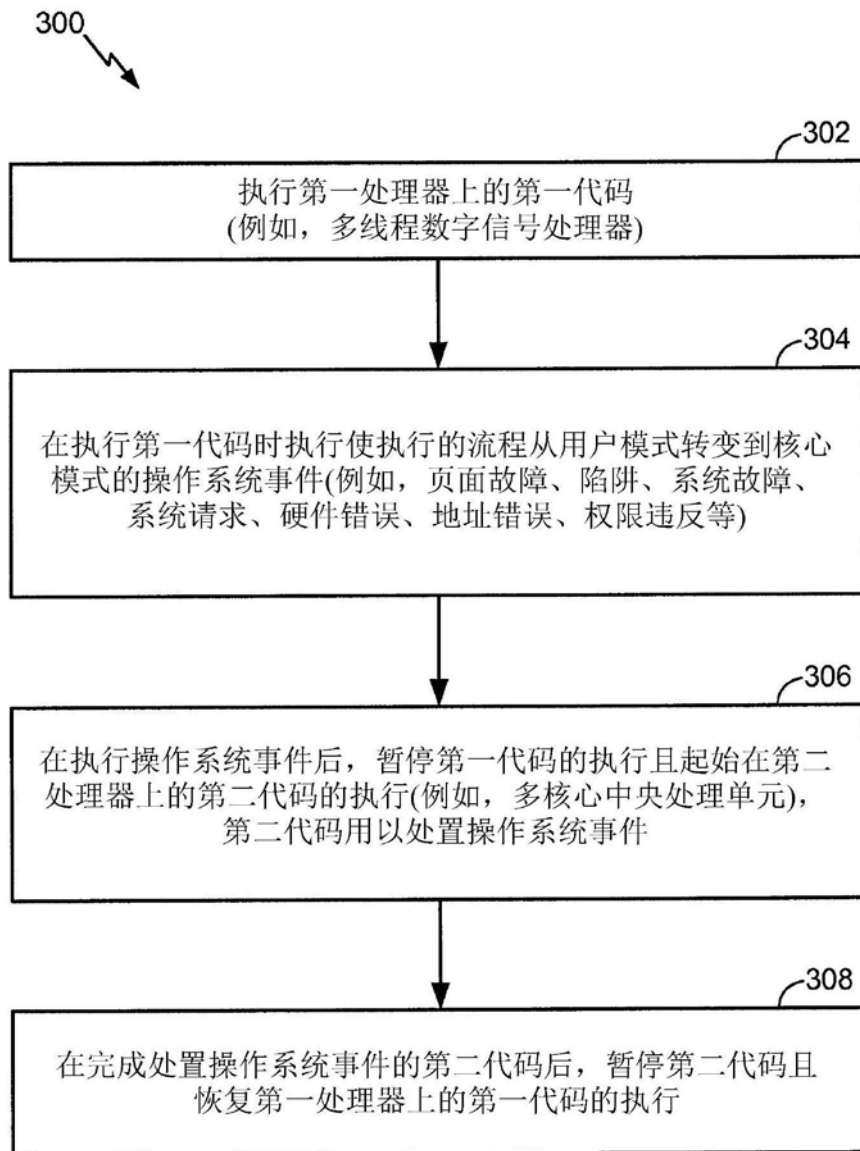 300
302
执行第一处理器上的第一代码
(例如，多线程数字信号处理器)
304
在执行第一代码时执行使执行的流程从用户模式转变到核心
模式的操作系统事件(例如，页面故障、陷阱、系统故障、
系统请求、硬件错误、地址错误、权限违反等)
306
在执行操作系统事件后，暂停第一代码的执行且起始在第二
处理器上的第二代码的执行(例如，多核心中央处理单元)，
第二代码用以处置操作系统事件
308
在完成处置操作系统事件的第二代码后，暂停第二代码且
恢复第一处理器上的第一代码的执行